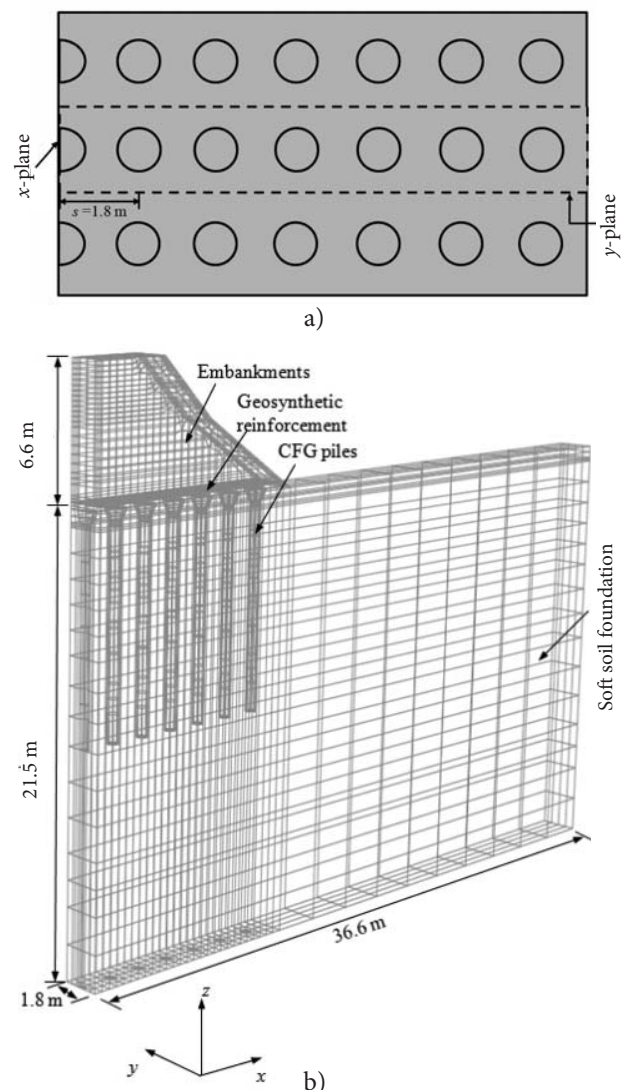 x-plane
s =1.8 m
y-plane
a)
Embankments
Geosynthetic
reinforcement
CFG piles
6.6 m
21.5 m
Soft soil foundation
36.6 m
1.8 m
z
y
x
b)